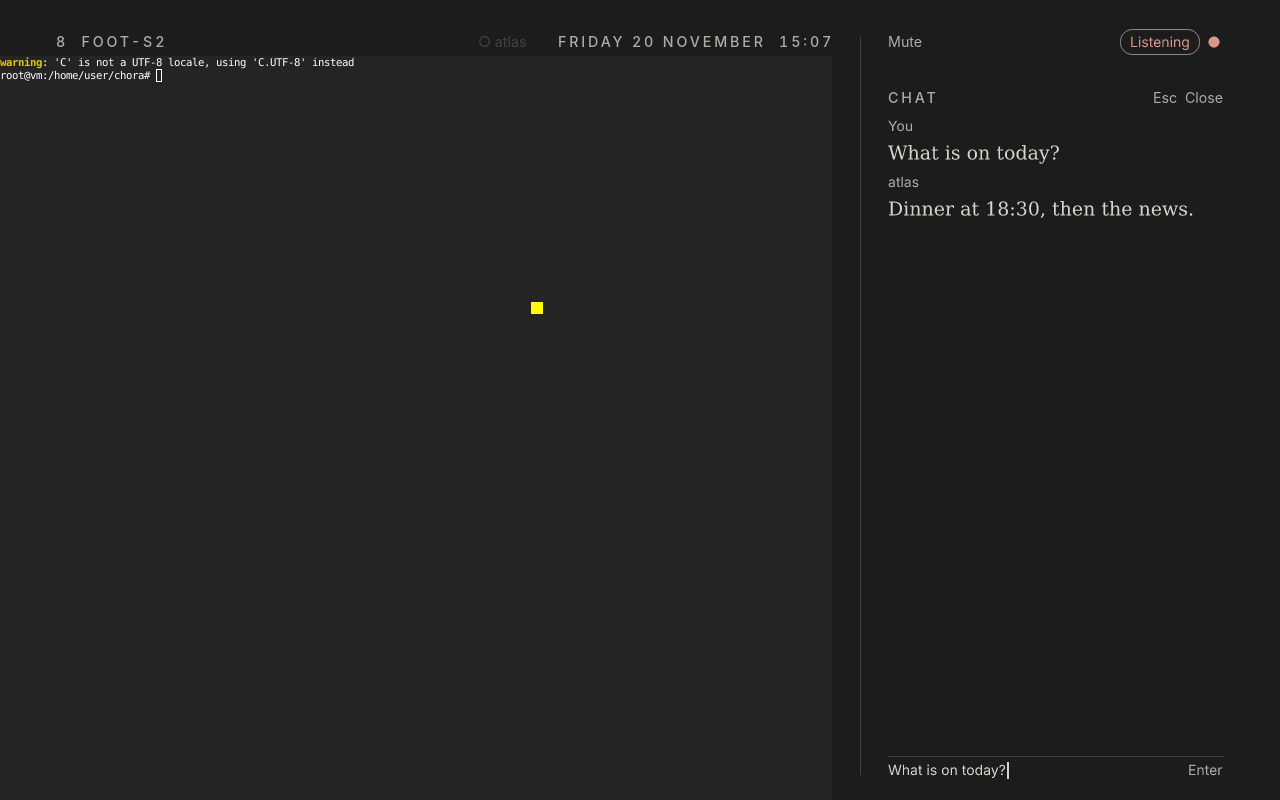 8 FOOT-S2
O atlas FRIDAY 20 NOVEMBER 15:07
Mute
Listening
warning: 'C' is not a UTF-8 locale, using 'C.UTF-8' instead
root@vm:/home/user/chora#
CHAT
Esc Close
You
What is on today?
atlas
Dinner at 18:30, then the news.
What is on today?
Enter